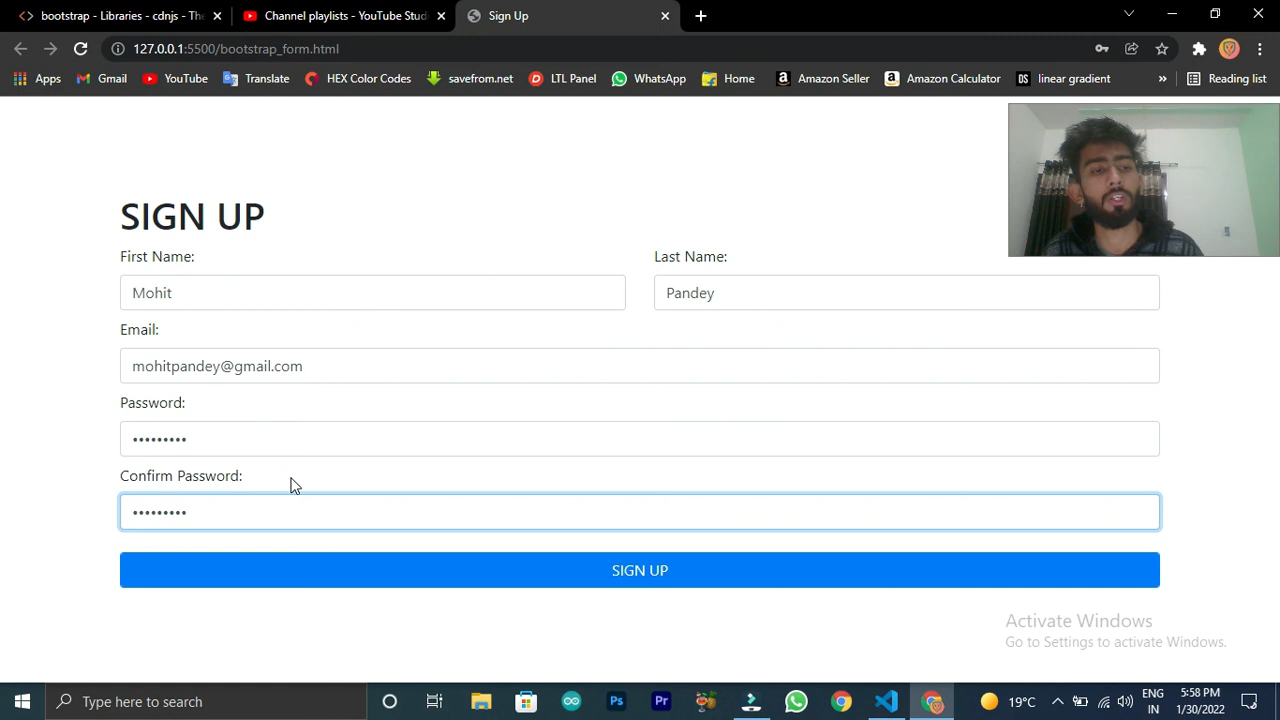 bootstrap - Libraries - cdnjs - The
Channel playlists - YouTube Stud
Sign Up
127.0.0.1:5500/bootstrap_form.html
Apps
Gmail
YouTube
Translate
HEX Color Codes
savefrom.net
LTL Panel
WhatsApp
Home
Amazon Seller
Amazon Calculator
linear gradient
Reading list
SIGN UP
First Name:
Last Name:
Mohit
Pandey
Email:
mohitpandey@gmail.com
Password:
Confirm Password:
SIGN UP
Activate Windows
Go to Settings to activate Windows.
Type here to search
Ps
Pr
19°C
ENG
IN
5:58 PM
1/30/2022